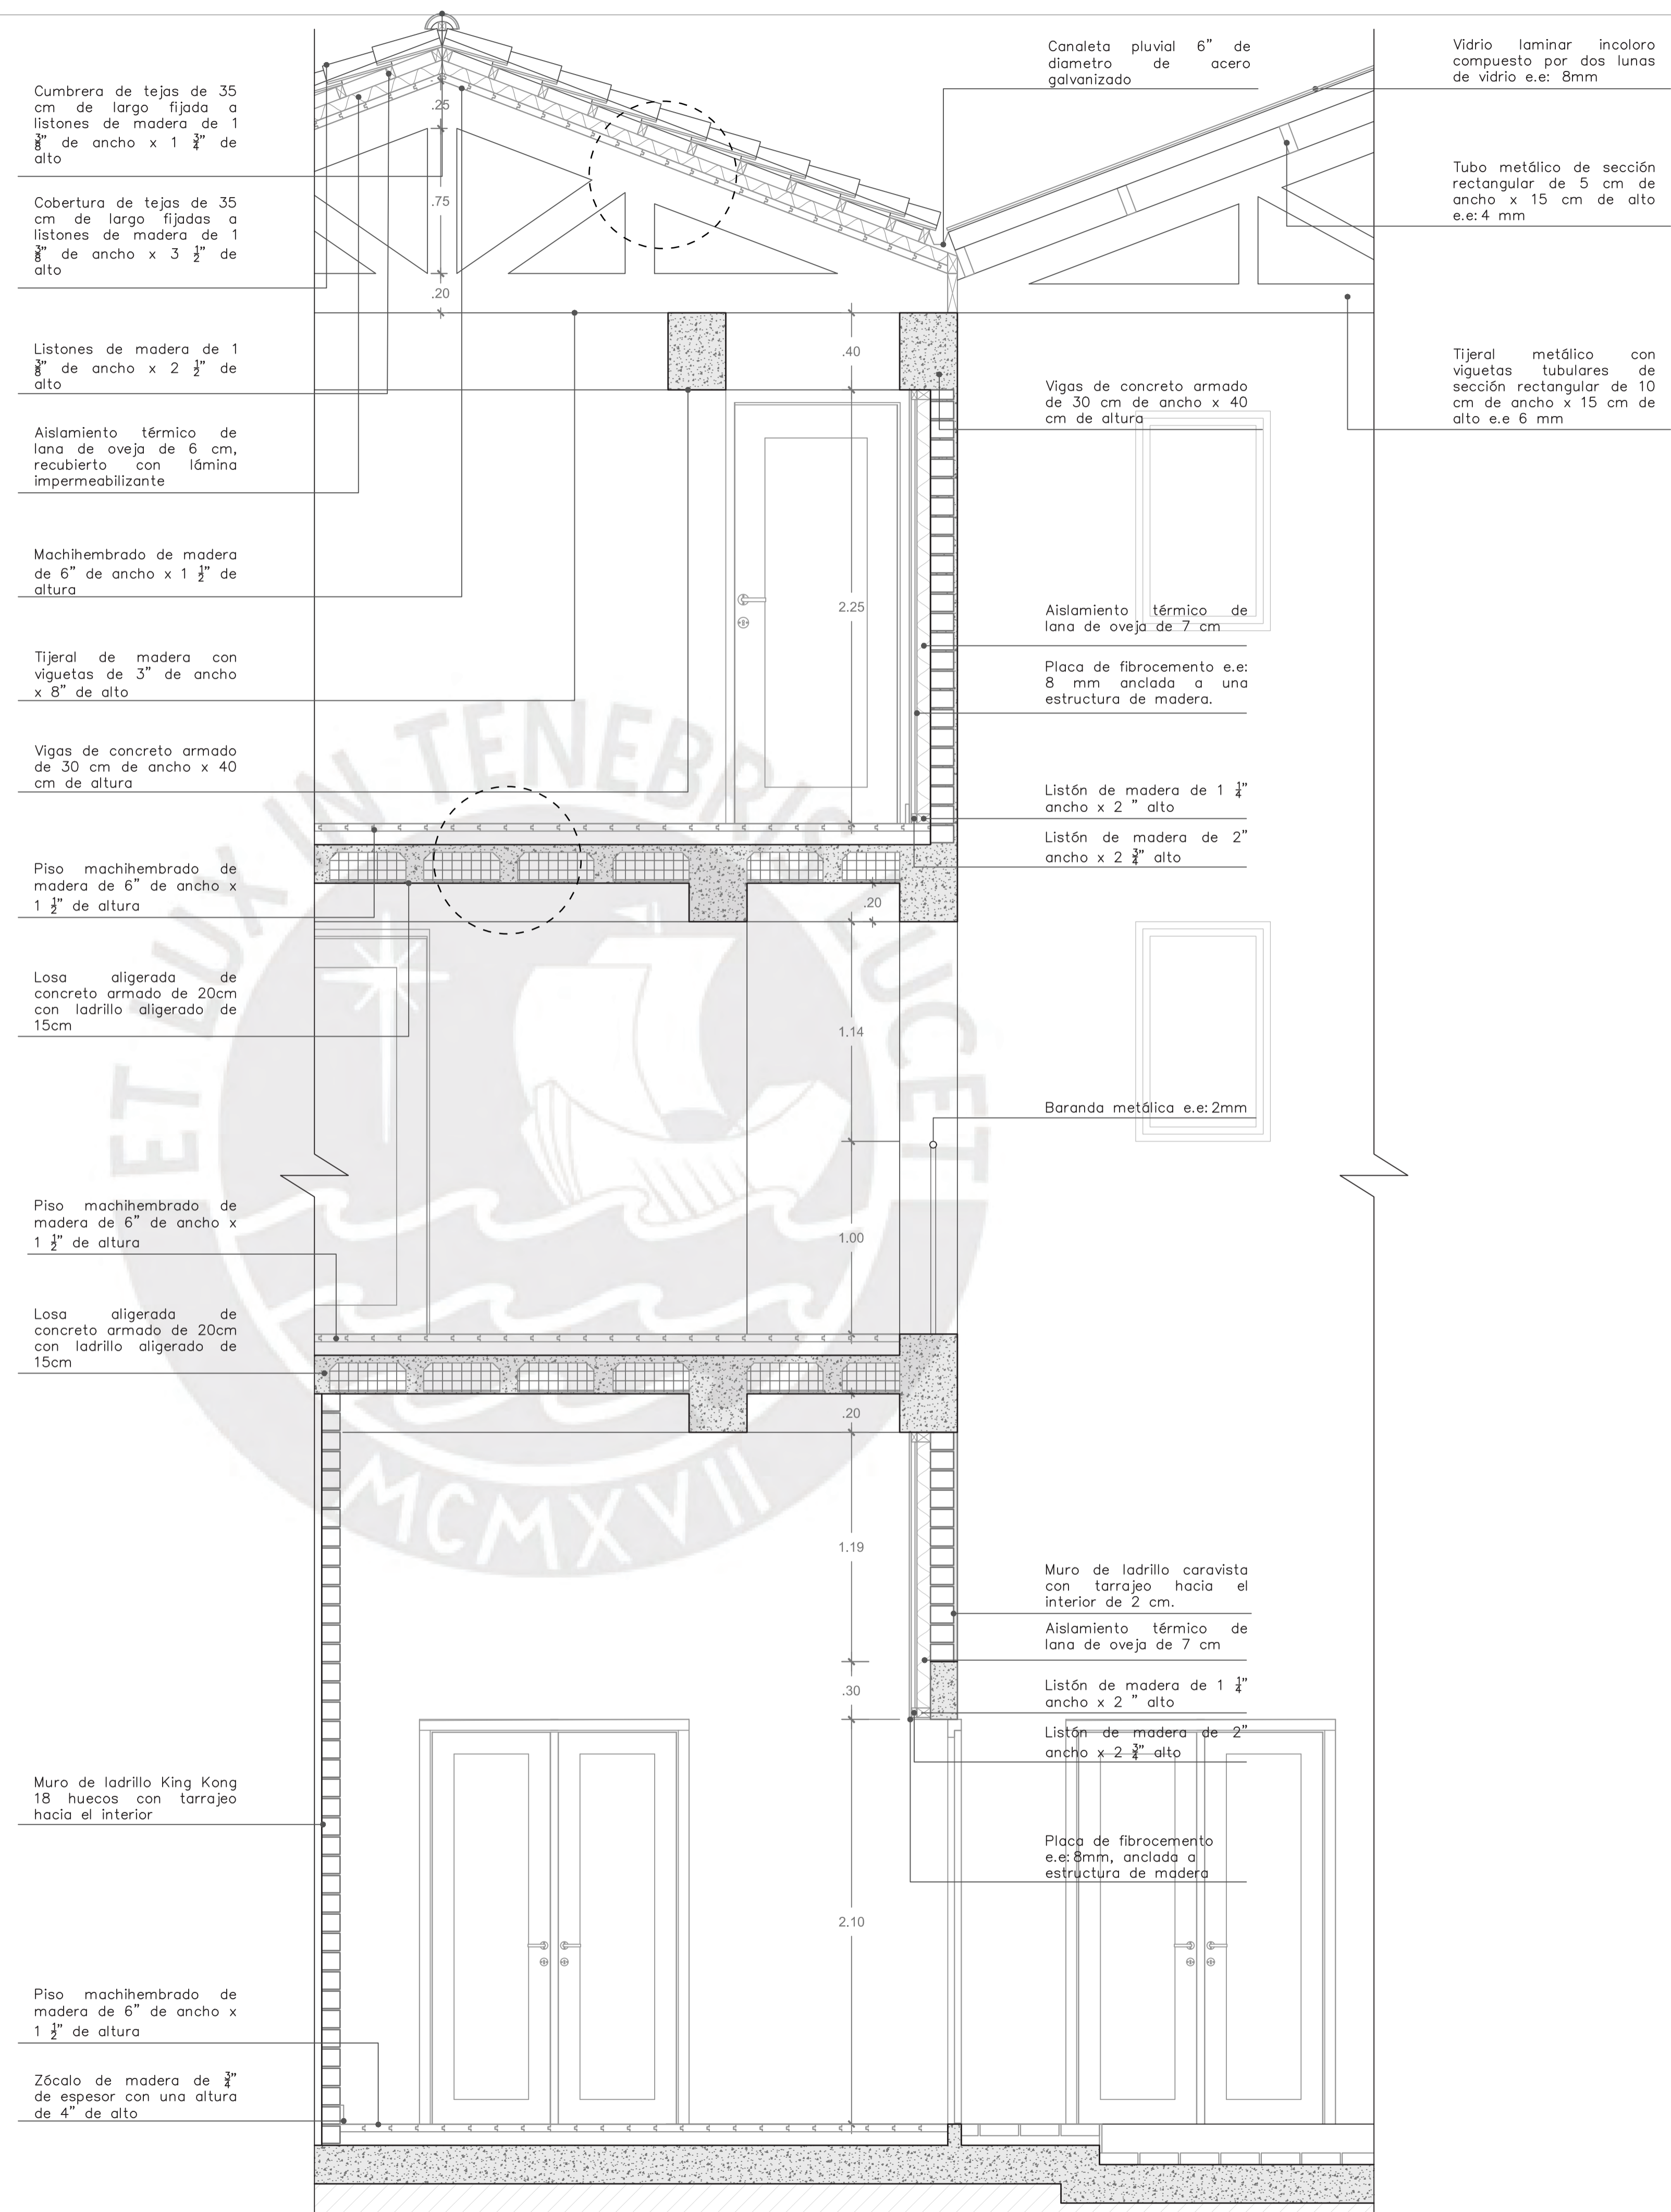 Cumbrera de tejas de 35
cm de largo fijada a
listones de madera de 1
3/8” de ancho x 1 3/4” de
alto
Cobertura de tejas de 35
cm de largo fijadas a
listones de madera de 1
3/8” de ancho x 3 1/2” de
alto
Listones de madera de 1
3/8” de ancho x 2 1/2” de
alto
Aislamiento térmico de
lana de oveja de 6 cm,
recubierto con lámina
impermeabilizante
Machihembrado de madera
de 6” de ancho x 1 1/2” de
altura
Tijeral de madera con
viguetas de 3” de ancho
x 8” de alto
Vigas de concreto armado
de 30 cm de ancho x 40
cm de altura
Piso machihembrado de
madera de 6” de ancho x
1 1/2” de altura
Losa aligerada de
concreto armado de 20cm
con ladrillo aligerado de
15cm
Piso machihembrado de
madera de 6” de ancho x
1 1/2” de altura
Losa aligerada de
concreto armado de 20cm
con ladrillo aligerado de
15cm
Muro de ladrillo King Kong
18 huecos con tarrajeo
hacia el interior
Piso machihembrado de
madera de 6” de ancho x
1 1/2” de altura
Zócalo de madera de 3/4”
de espesor con una altura
de 4” de alto
.25
.75
.20
.40
2.25
.20
1.14
1.00
.20
1.19
.30
2.10
ET LUX IN TENEBRIS LUCET
MCMXVII
Canaleta pluvial 6” de
diametro de acero
galvanizado
Vigas de concreto armado
de 30 cm de ancho x 40
cm de altura
Aislamiento térmico de
lana de oveja de 7 cm
Placa de fibrocemento e.e:
8 mm anclada a una
estructura de madera.
Listón de madera de 1 1/4”
ancho x 2 ” alto
Listón de madera de 2”
ancho x 2 3/4” alto
Baranda metálica e.e: 2mm
Muro de ladrillo caravista
con tarrajeo hacia el
interior de 2 cm.
Aislamiento térmico de
lana de oveja de 7 cm
Listón de madera de 1 1/4”
ancho x 2 ” alto
Listón de madera de 2”
ancho x 2 3/4” alto
Placa de fibrocemento
e.e: 8mm, anclada a
estructura de madera
Vidrio laminar incoloro
compuesto por dos lunas
de vidrio e.e: 8mm
Tubo metálico de sección
rectangular de 5 cm de
ancho x 15 cm de alto
e.e: 4 mm
Tijeral metálico con
viguetas tubulares de
sección rectangular de 10
cm de ancho x 15 cm de
alto e.e 6 mm